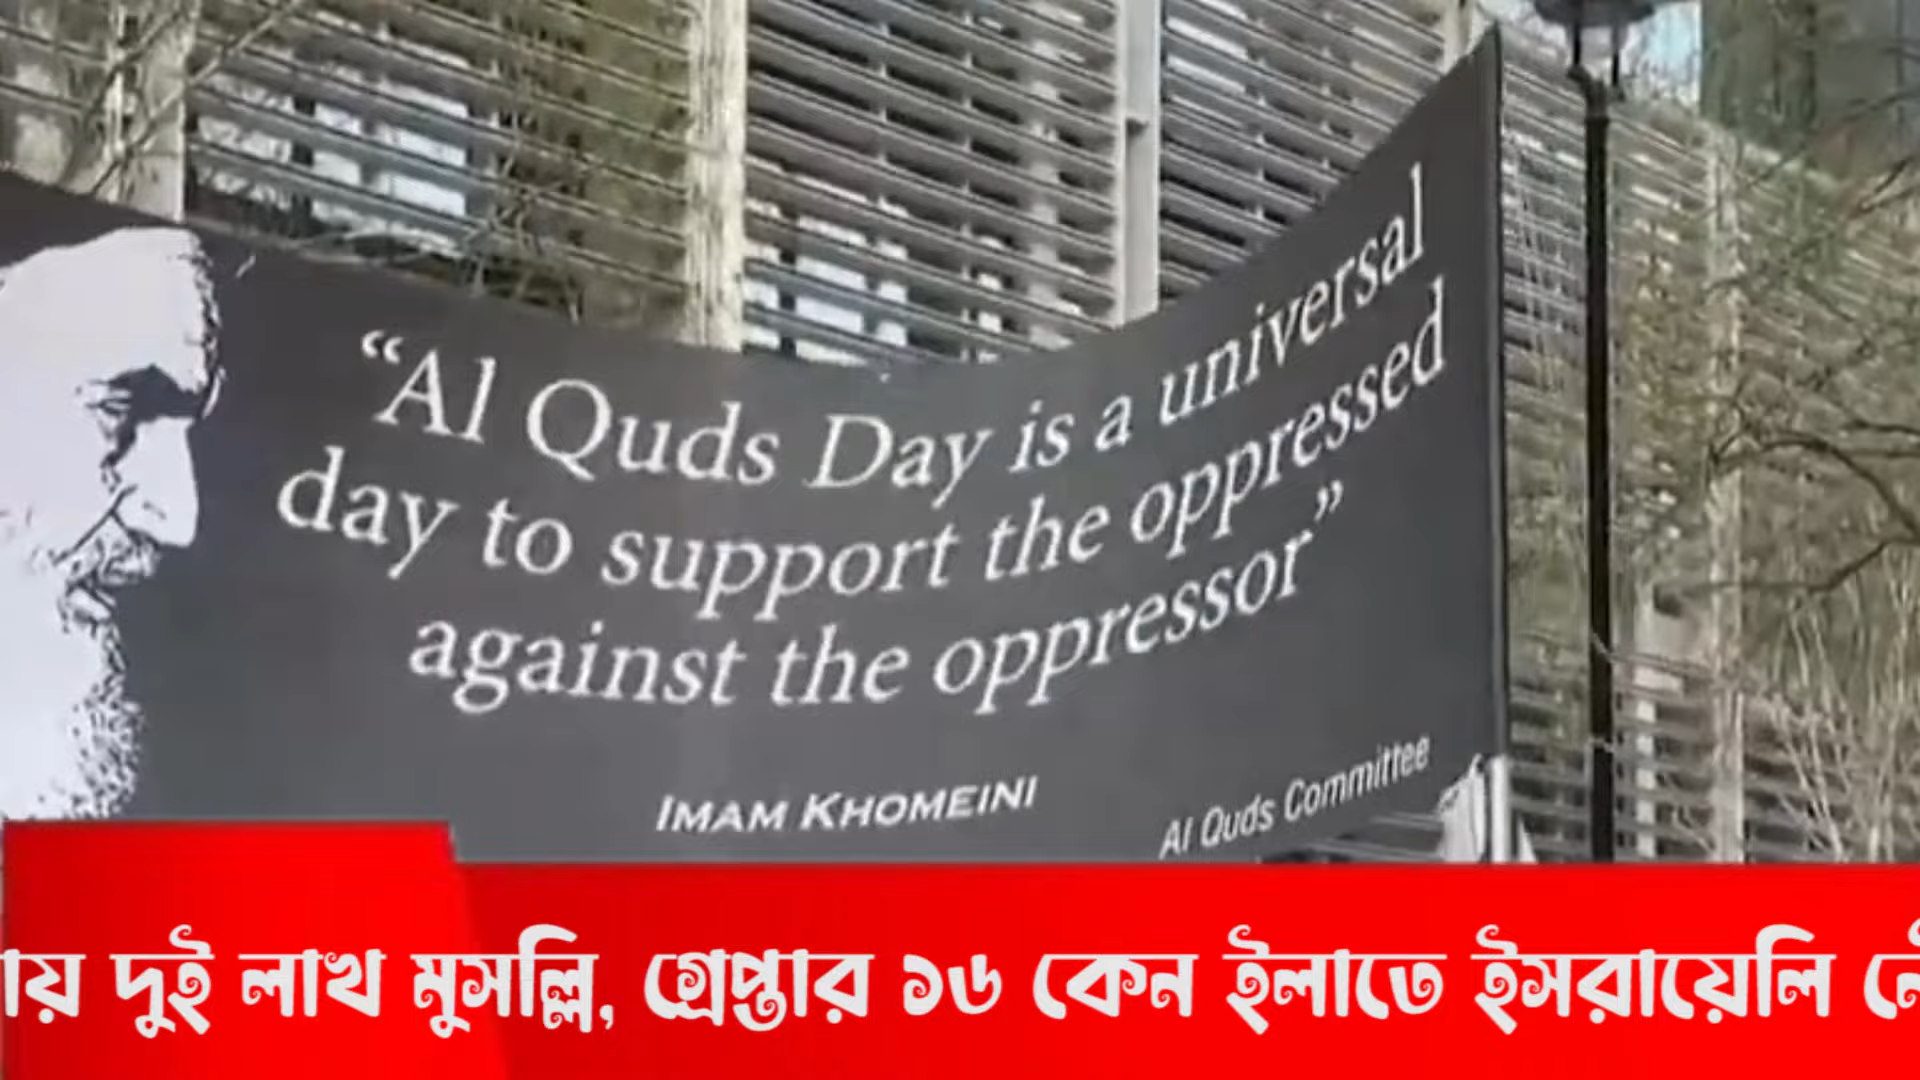 “Al Quds Day is a universal
day to support the oppressed
against the oppressor”
IMAM KHOMEINI
Al Quds Committee
দুই লাখ মুসল্লি, গ্রেপ্তার ১৬ কেন ইলাতে ইসরায়েলি